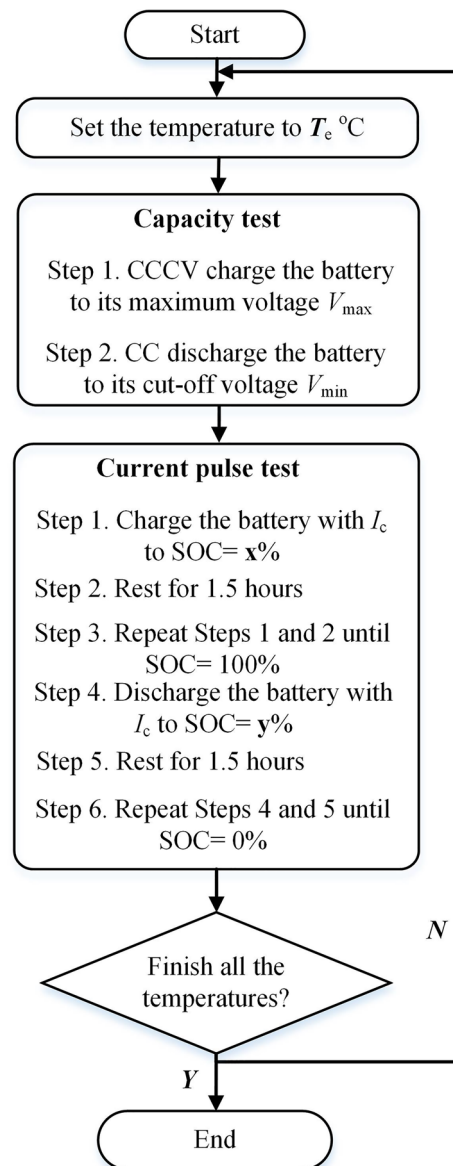 Start
Set the temperature to Te °C
Capacity test
Step 1. CCCV charge the battery
to its maximum voltage Vmax
Step 2. CC discharge the battery
to its cut-off voltage Vmin
Current pulse test
Step 1. Charge the battery with Ic
to SOC= x%
Step 2. Rest for 1.5 hours
Step 3. Repeat Steps 1 and 2 until
SOC= 100%
Step 4. Discharge the battery with
Ic to SOC= y%
Step 5. Rest for 1.5 hours
Step 6. Repeat Steps 4 and 5 until
SOC= 0%
N
Finish all the
temperatures?
Y
End